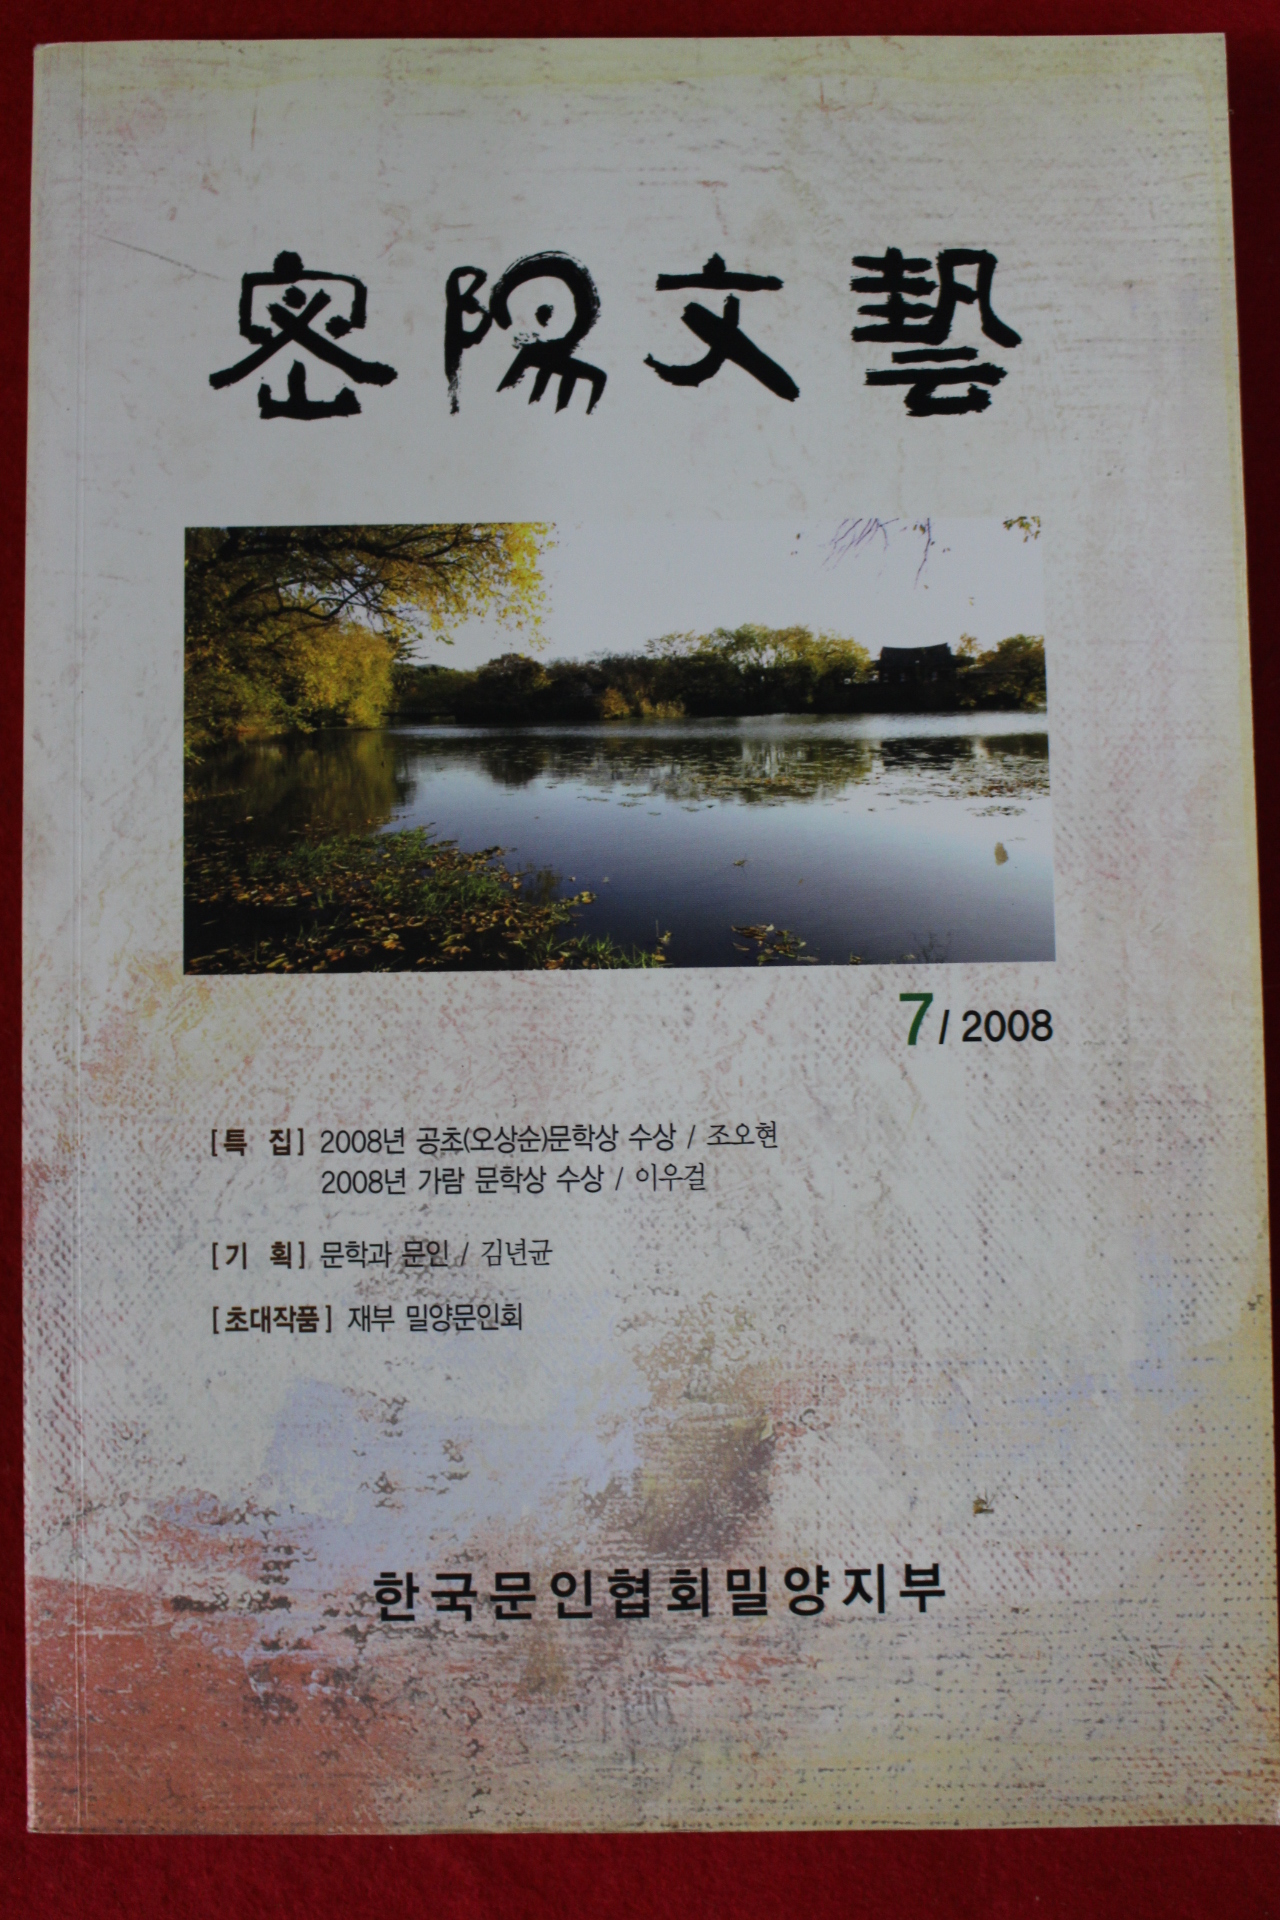 密陽文藝
7 / 2008
[특 집] 2008년 공초(오상순)문학상 수상 / 조오현
2008년 가람 문학상 수상 / 이우걸
[기 획] 문학과 문인 / 김년균
[초대작품] 재부 밀양문인회
한국문인협회밀양지부